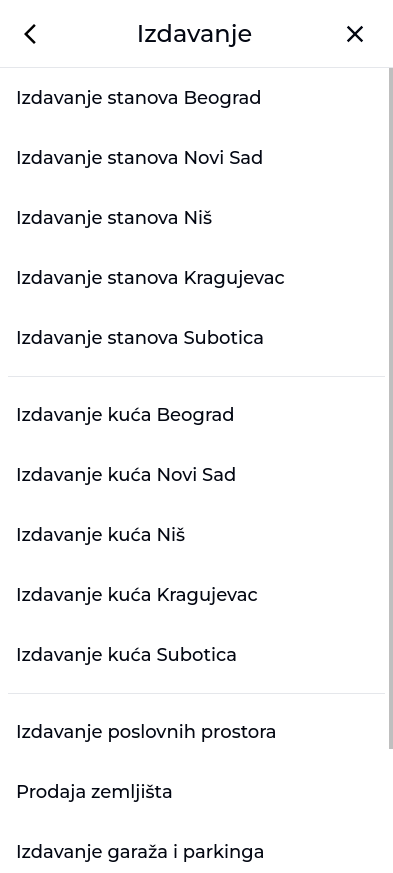 Izdavanje
Izdavanje stanova Beograd
Izdavanje stanova Novi Sad
Izdavanje stanova Niš
Izdavanje stanova Kragujevac
Izdavanje stanova Subotica
Izdavanje kuća Beograd
Izdavanje kuća Novi Sad
Izdavanje kuća Niš
Izdavanje kuća Kragujevac
Izdavanje kuća Subotica
Izdavanje poslovnih prostora
Prodaja zemljišta
Izdavanje garaža i parkinga